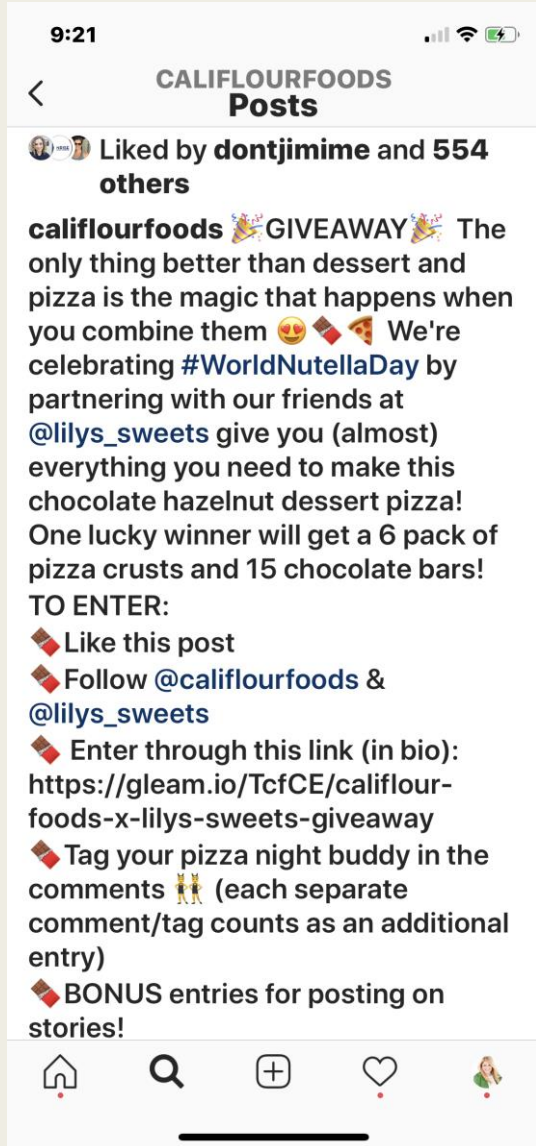 9:21
CALIFLOURFOODS
Posts
Liked by dontjimime and 554
others
califlourfoods 🎉GIVEAWAY🎉 The
only thing better than dessert and
pizza is the magic that happens when
you combine them 😍🍫🍕 We're
celebrating #WorldNutellaDay by
partnering with our friends at
@lilys_sweets give you (almost)
everything you need to make this
chocolate hazelnut dessert pizza!
One lucky winner will get a 6 pack of
pizza crusts and 15 chocolate bars!
TO ENTER:
🍫Like this post
🍫Follow @califlourfoods &
@lilys_sweets
🍫 Enter through this link (in bio):
https://gleam.io/TcfCE/califlour-
foods-x-lilys-sweets-giveaway
🍫Tag your pizza night buddy in the
comments 👯 (each separate
comment/tag counts as an additional
entry)
🍫BONUS entries for posting on
stories!